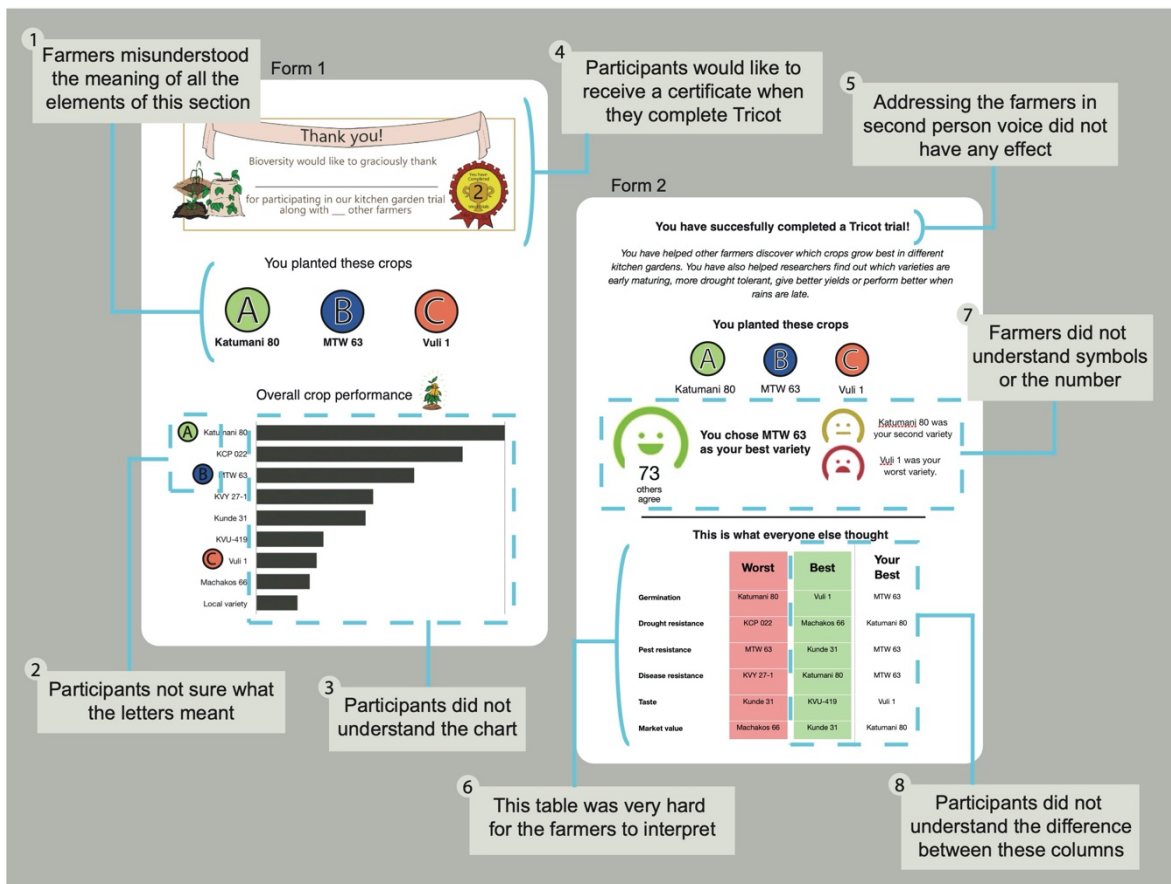 1
Farmers misunderstood
the meaning of all the
elements of this section
Form 1
Thank you!
Bioversity would like to graciously thank
for participating in our kitchen garden trial
along with ___ other farmers
You have
Completed
2
You planted these crops
A
B
C
Katumani 80
MTW 63
Vuli 1
Overall crop performance
A Katumani 80
KCP 022
B MTW 63
KVY 27-1
Kunde 31
KVU-419
C Vuli 1
Machakos 66
Local variety
2
Participants not sure what
the letters meant
3
Participants did not
understand the chart
4
Participants would like to
receive a certificate when
they complete Tricot
5
Addressing the farmers in
second person voice did not
have any effect
Form 2
You have succesfully completed a Tricot trial!
You have helped other farmers discover which crops grow best in different
kitchen gardens. You have also helped researchers find out which varieties are
early maturing, more drought tolerant, give better yields or perform better when
rains are late.
You planted these crops
A
B
C
Katumani 80
MTW 63
Vuli 1
7
Farmers did not
understand symbols
or the number
You chose MTW 63
as your best variety
73
others
agree
Katumani 80 was
your second variety
Vuli 1 was your
worst variety.
This is what everyone else thought
Worst Best Your
Best
Germination Katumani 80 Vuli 1 MTW 63
Drought resistance KCP 022 Machakos 66 Katumani 80
Pest resistance MTW 63 Kunde 31 MTW 63
Disease resistance KVY 27-1 Katumani 80 MTW 63
Taste Kunde 31 KVU-419 Vuli 1
Market value Machakos 66 Kunde 31 Katumani 80
6
This table was very hard
for the farmers to interpret
8
Participants did not
understand the difference
between these columns